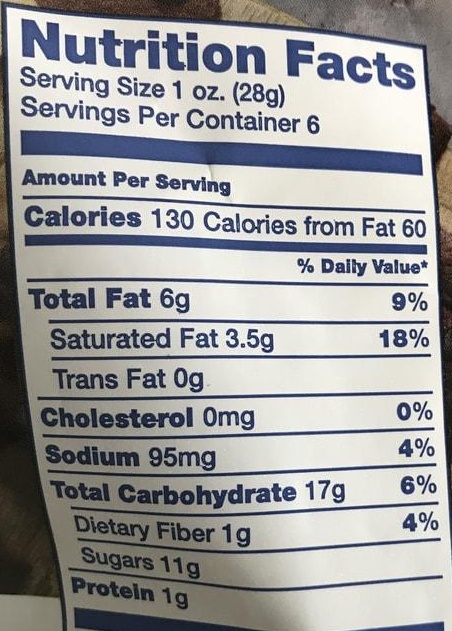 Nutrition Facts
Serving Size 1 oz. (28g)
Servings Per Container 6
Amount Per Serving
Calories 130 Calories from Fat 60
% Daily Value*
Total Fat 6g 9%
Saturated Fat 3.5g 18%
Trans Fat 0g
Cholesterol 0mg 0%
Sodium 95mg 4%
Total Carbohydrate 17g 6%
Dietary Fiber 1g 4%
Sugars 11g
Protein 1g